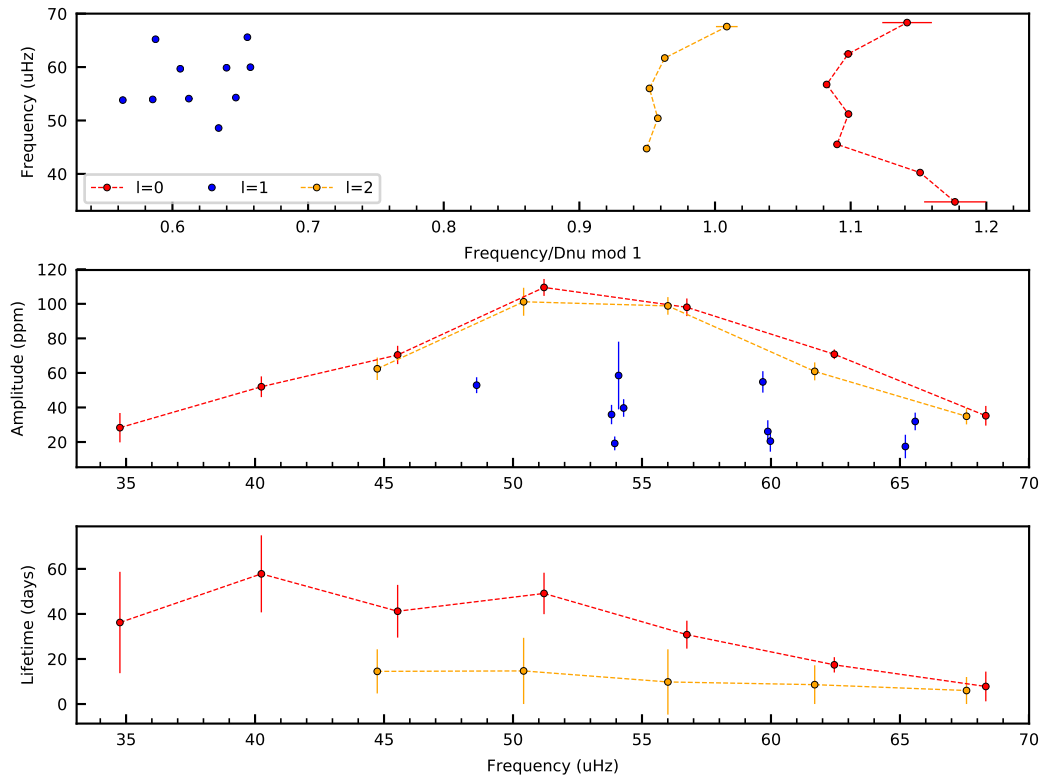 70
60
50
40
Frequency (uHz)
l=0 l=1 l=2
0.6 0.7 0.8 0.9 1.0 1.1 1.2
Frequency/Dnu mod 1
120
100
80
60
40
20
Amplitude (ppm)
35 40 45 50 55 60 65 70
60
40
20
0
Lifetime (days)
35 40 45 50 55 60 65 70
Frequency (uHz)